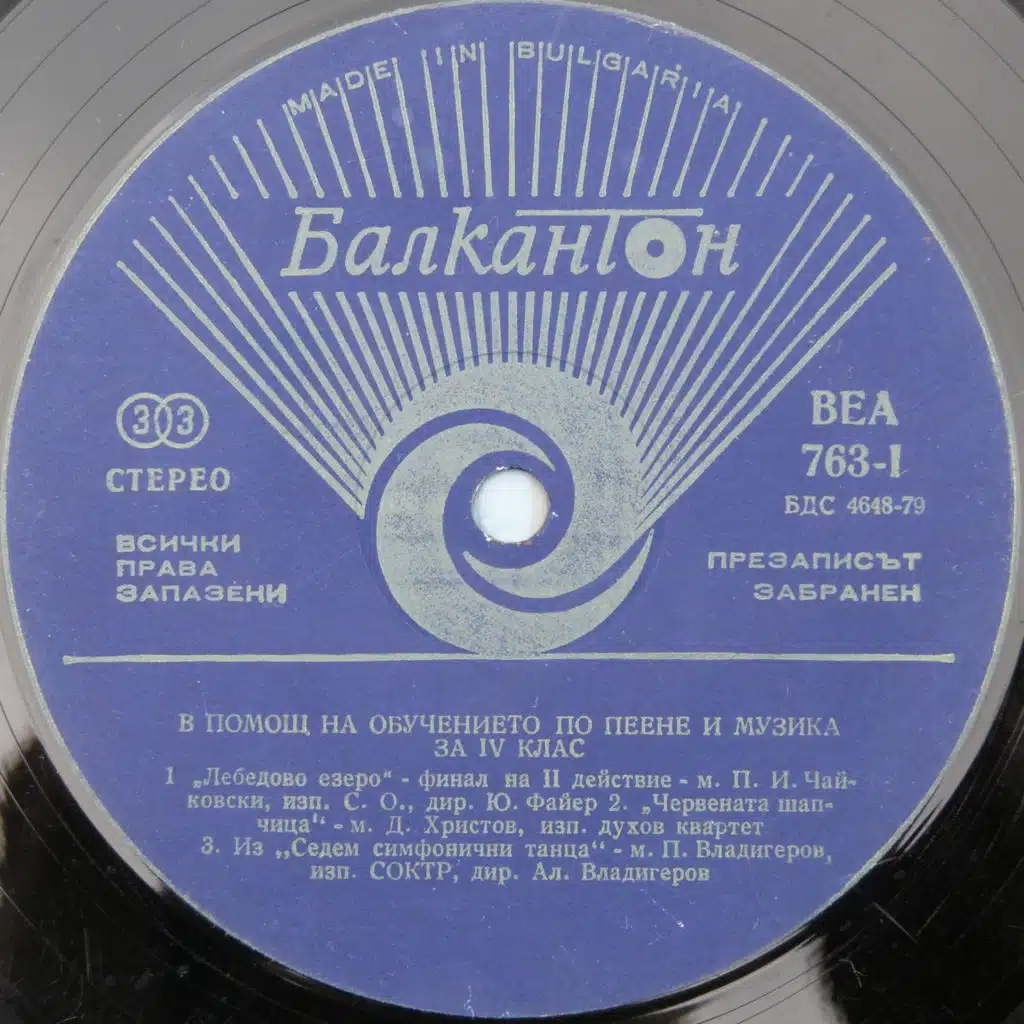 MADE IN BULGARIA
Балкантон
33
СТЕРЕО
ВСИЧКИ
ПРАВА
ЗАПАЗЕНИ
ВЕА
763-I
БДС 4648-79
ПРЕЗАПИСЪТ
ЗАБРАНЕН
В ПОМОЩ НА ОБУЧЕНИЕТО ПО ПЕЕНЕ И МУЗИКА
ЗА IV КЛАС
1 „Лебедово езеро“ - финал на II действие - м. П. И. Чай-
ковски, изп. С. О., дир. Ю. Файер 2. „Червената шап-
чица“ - м. Д. Христов, изп. духов квартет
3. Из „Седем симфонични танца“ - м. П. Владигеров,
изп. СОКТР, дир. Ал. Владигеров